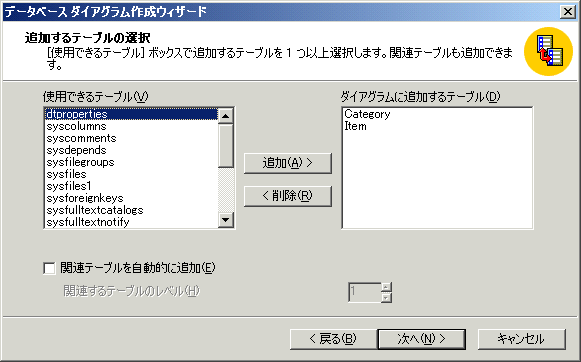 データベース ダイアグラム作成ウィザード
追加するテーブルの選択
[使用できるテーブル] ボックスで追加するテーブルを 1 つ以上選択します。関連テーブルも追加できま
す。
使用できるテーブル(V)
ダイアグラムに追加するテーブル(D)
dtproperties
syscolumns
syscomments
sysdepends
sysfilegroups
sysfiles
sysfiles1
sysforeignkeys
sysfulltextcatalogs
sysfulltextnotify
追加(A) >
< 削除(R)
Category
Item
関連テーブルを自動的に追加(E)
関連するテーブルのレベル(H)
1
< 戻る(B)
次へ(N) >
キャンセル